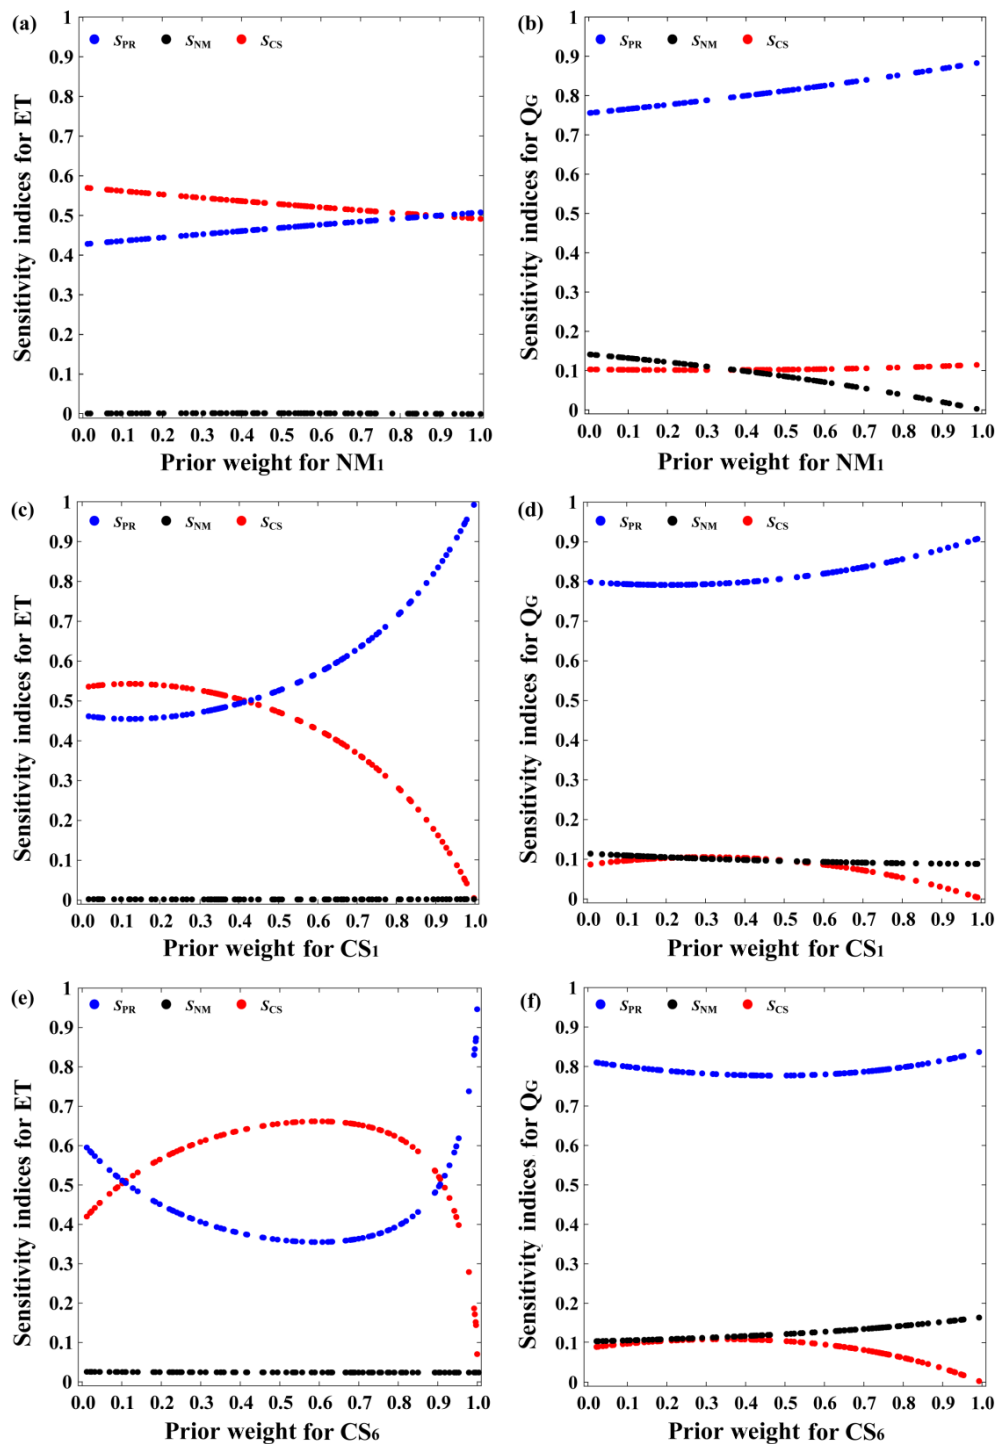 (a)
S_PR S_NM S_CS
Sensitivity indices for ET
1
0.9
0.8
0.7
0.6
0.5
0.4
0.3
0.2
0.1
0
0.0 0.1 0.2 0.3 0.4 0.5 0.6 0.7 0.8 0.9 1.0
Prior weight for NM1
(b)
S_PR S_NM S_CS
Sensitivity indices for QG
1
0.9
0.8
0.7
0.6
0.5
0.4
0.3
0.2
0.1
0
0.0 0.1 0.2 0.3 0.4 0.5 0.6 0.7 0.8 0.9 1.0
Prior weight for NM1
(c)
S_PR S_NM S_CS
Sensitivity indices for ET
1
0.9
0.8
0.7
0.6
0.5
0.4
0.3
0.2
0.1
0
0.0 0.1 0.2 0.3 0.4 0.5 0.6 0.7 0.8 0.9 1.0
Prior weight for CS1
(d)
S_PR S_NM S_CS
Sensitivity indices for QG
1
0.9
0.8
0.7
0.6
0.5
0.4
0.3
0.2
0.1
0
0.0 0.1 0.2 0.3 0.4 0.5 0.6 0.7 0.8 0.9 1.0
Prior weight for CS1
(e)
S_PR S_NM S_CS
Sensitivity indices for ET
1
0.9
0.8
0.7
0.6
0.5
0.4
0.3
0.2
0.1
0
0.0 0.1 0.2 0.3 0.4 0.5 0.6 0.7 0.8 0.9 1.0
Prior weight for CS6
(f)
S_PR S_NM S_CS
Sensitivity indices for QG
1
0.9
0.8
0.7
0.6
0.5
0.4
0.3
0.2
0.1
0
0.0 0.1 0.2 0.3 0.4 0.5 0.6 0.7 0.8 0.9 1.0
Prior weight for CS6